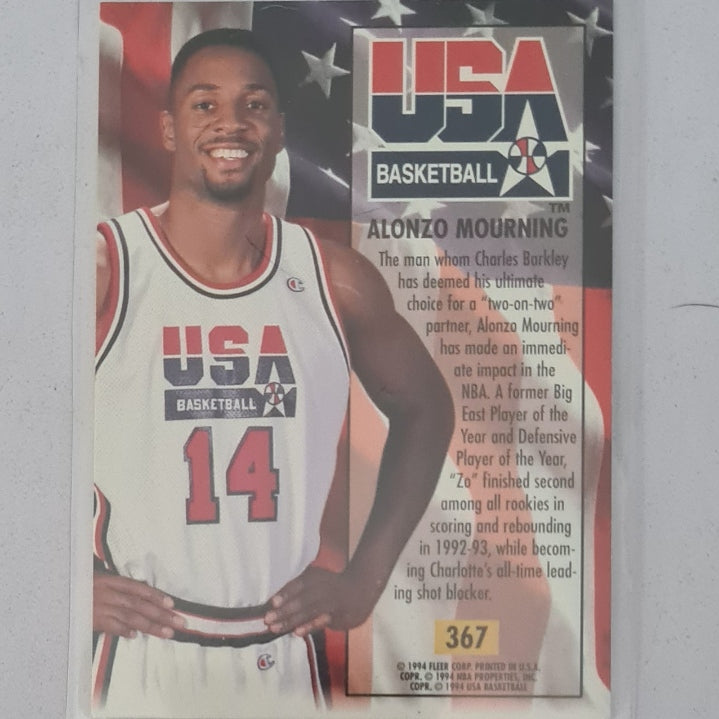 USA
BASKETBALL
TM
ALONZO MOURNING
The man whom Charles Barkley
has deemed his ultimate
choice for a "two-on-two"
partner, Alonzo Mourning
has made an immedi-
ate impact in the
NBA. A former Big
East Player of the
Year and Defensive
Player of the Year,
"Zo" finished second
among all rookies in
scoring and rebounding
in 1992-93, while becom-
ing Charlotte's all-time lead-
ing shot blocker.
367
© 1994 FLEER CORP. PRINTED IN U.S.A.
COPR. © 1994 NBA PROPERTIES, INC.
COPR. © 1994 USA BASKETBALL
USA
BASKETBALL
14